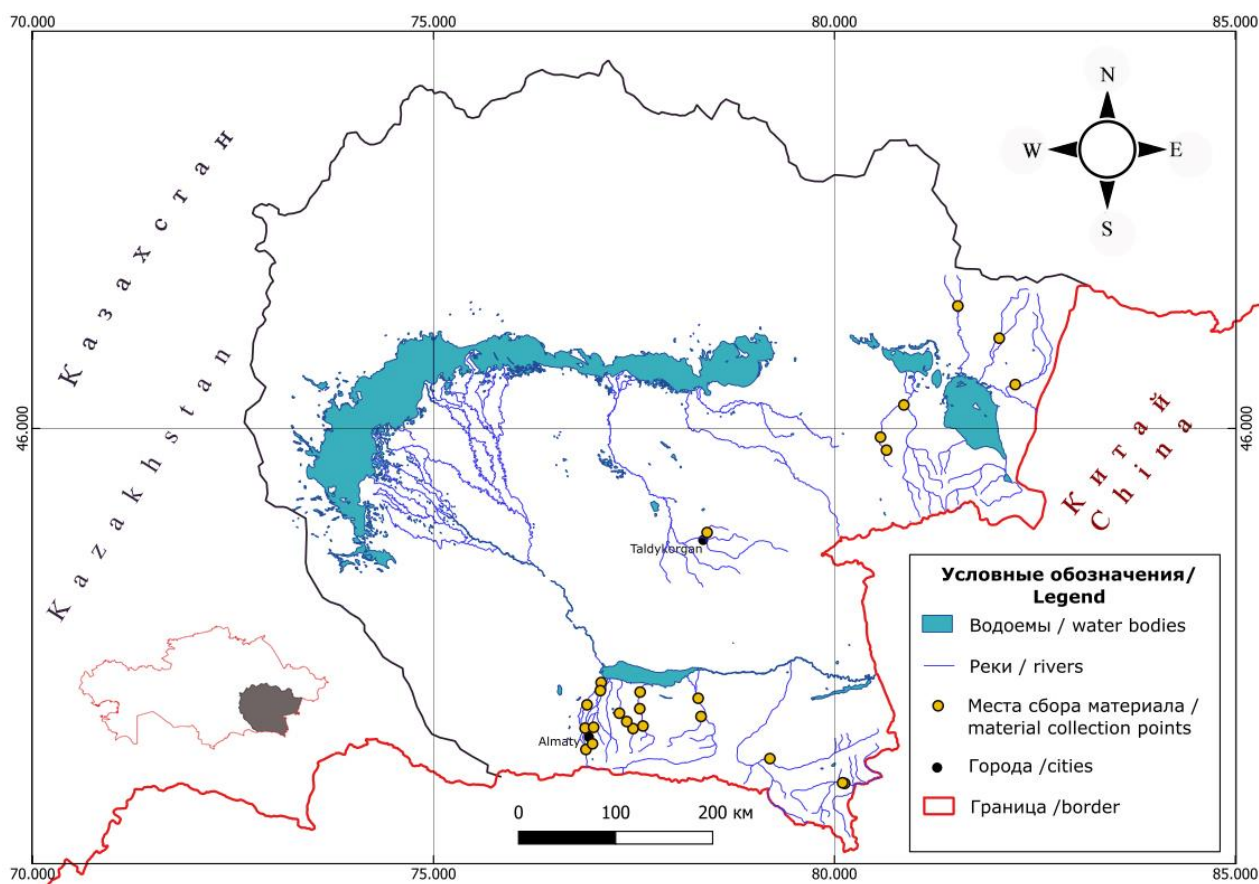 70.000
75.000
80.000
85.000
N
W
E
S
Казахстан
Kazakhstan
46.000
46.000
Китай
China
Taldykorgan
Almaty
Условные обозначения/
Legend
Водоемы / water bodies
Реки / rivers
Места сбора материала /
material collection points
Города /cities
Граница /border
0
100
200 км
70.000
75.000
80.000
85.000